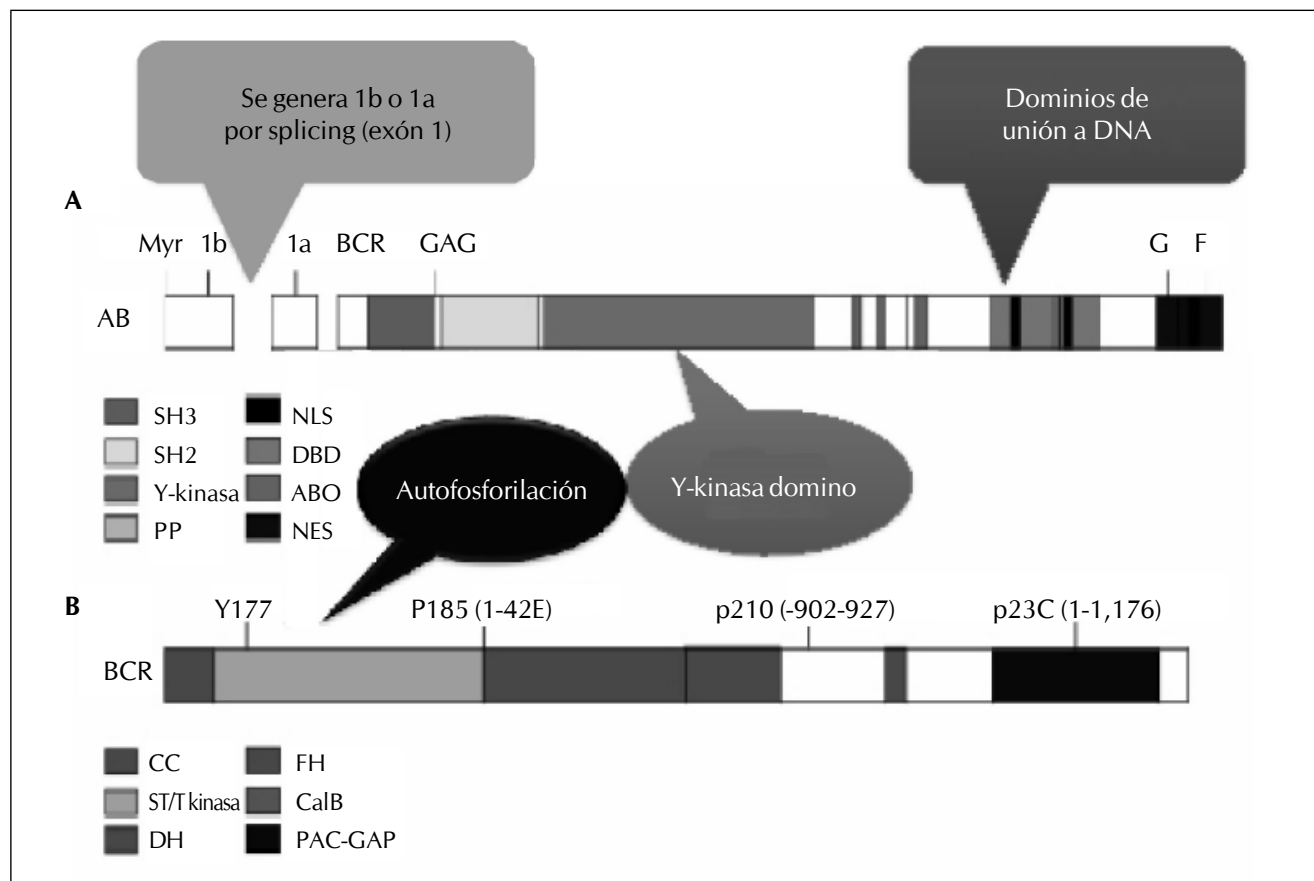 Se genera 1b o 1a
por splicing (exón 1)
Dominios de
unión a DNA
A
Myr 1b 1a BCR GAG G F
AB
SH3
SH2
Y-kinasa
PP
NLS
DBD
ABO
NES
Autofosforilación
Y-kinasa domino
B
Y177 P185 (1-42E) p210 (-902-927) p23C (1-1,176)
BCR
CC
ST/T kinasa
DH
FH
CalB
PAC-GAP